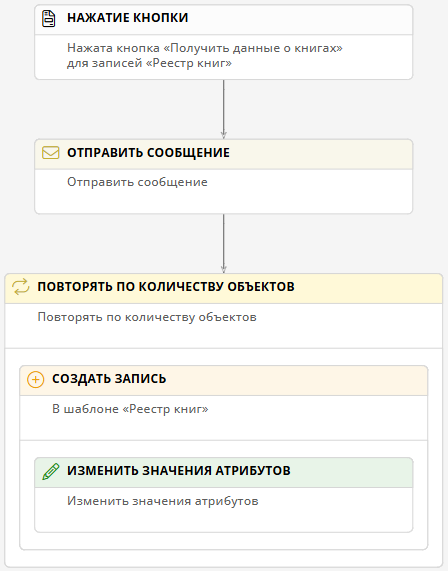 НАЖАТИЕ КНОПКИ
Нажата кнопка «Получить данные о книгах»
для записей «Реестр книг»
ОТПРАВИТЬ СООБЩЕНИЕ
Отправить сообщение
ПОВТОРЯТЬ ПО КОЛИЧЕСТВУ ОБЪЕКТОВ
Повторять по количеству объектов
СОЗДАТЬ ЗАПИСЬ
В шаблоне «Реестр книг»
ИЗМЕНИТЬ ЗНАЧЕНИЯ АТРИБУТОВ
Изменить значения атрибутов